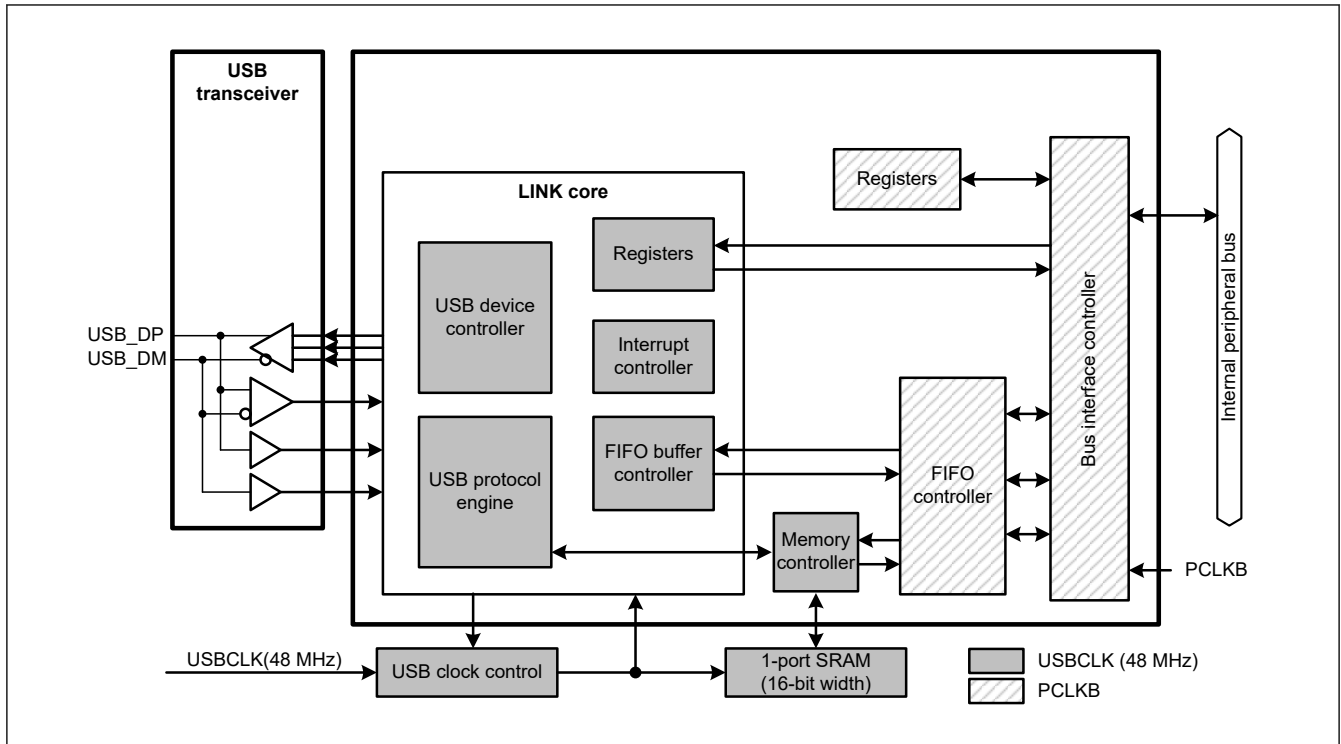 USB
transceiver
LINK core
Registers
Registers
USB device
controller
Interrupt
controller
USB_DP
USB_DM
FIFO buffer
controller
USB protocol
engine
FIFO
controller
Memory
controller
Bus interface controller
Internal peripheral bus
PCLKB
USBCLK(48 MHz)
USB clock control
1-port SRAM
(16-bit width)
USBCLK (48 MHz)
PCLKB